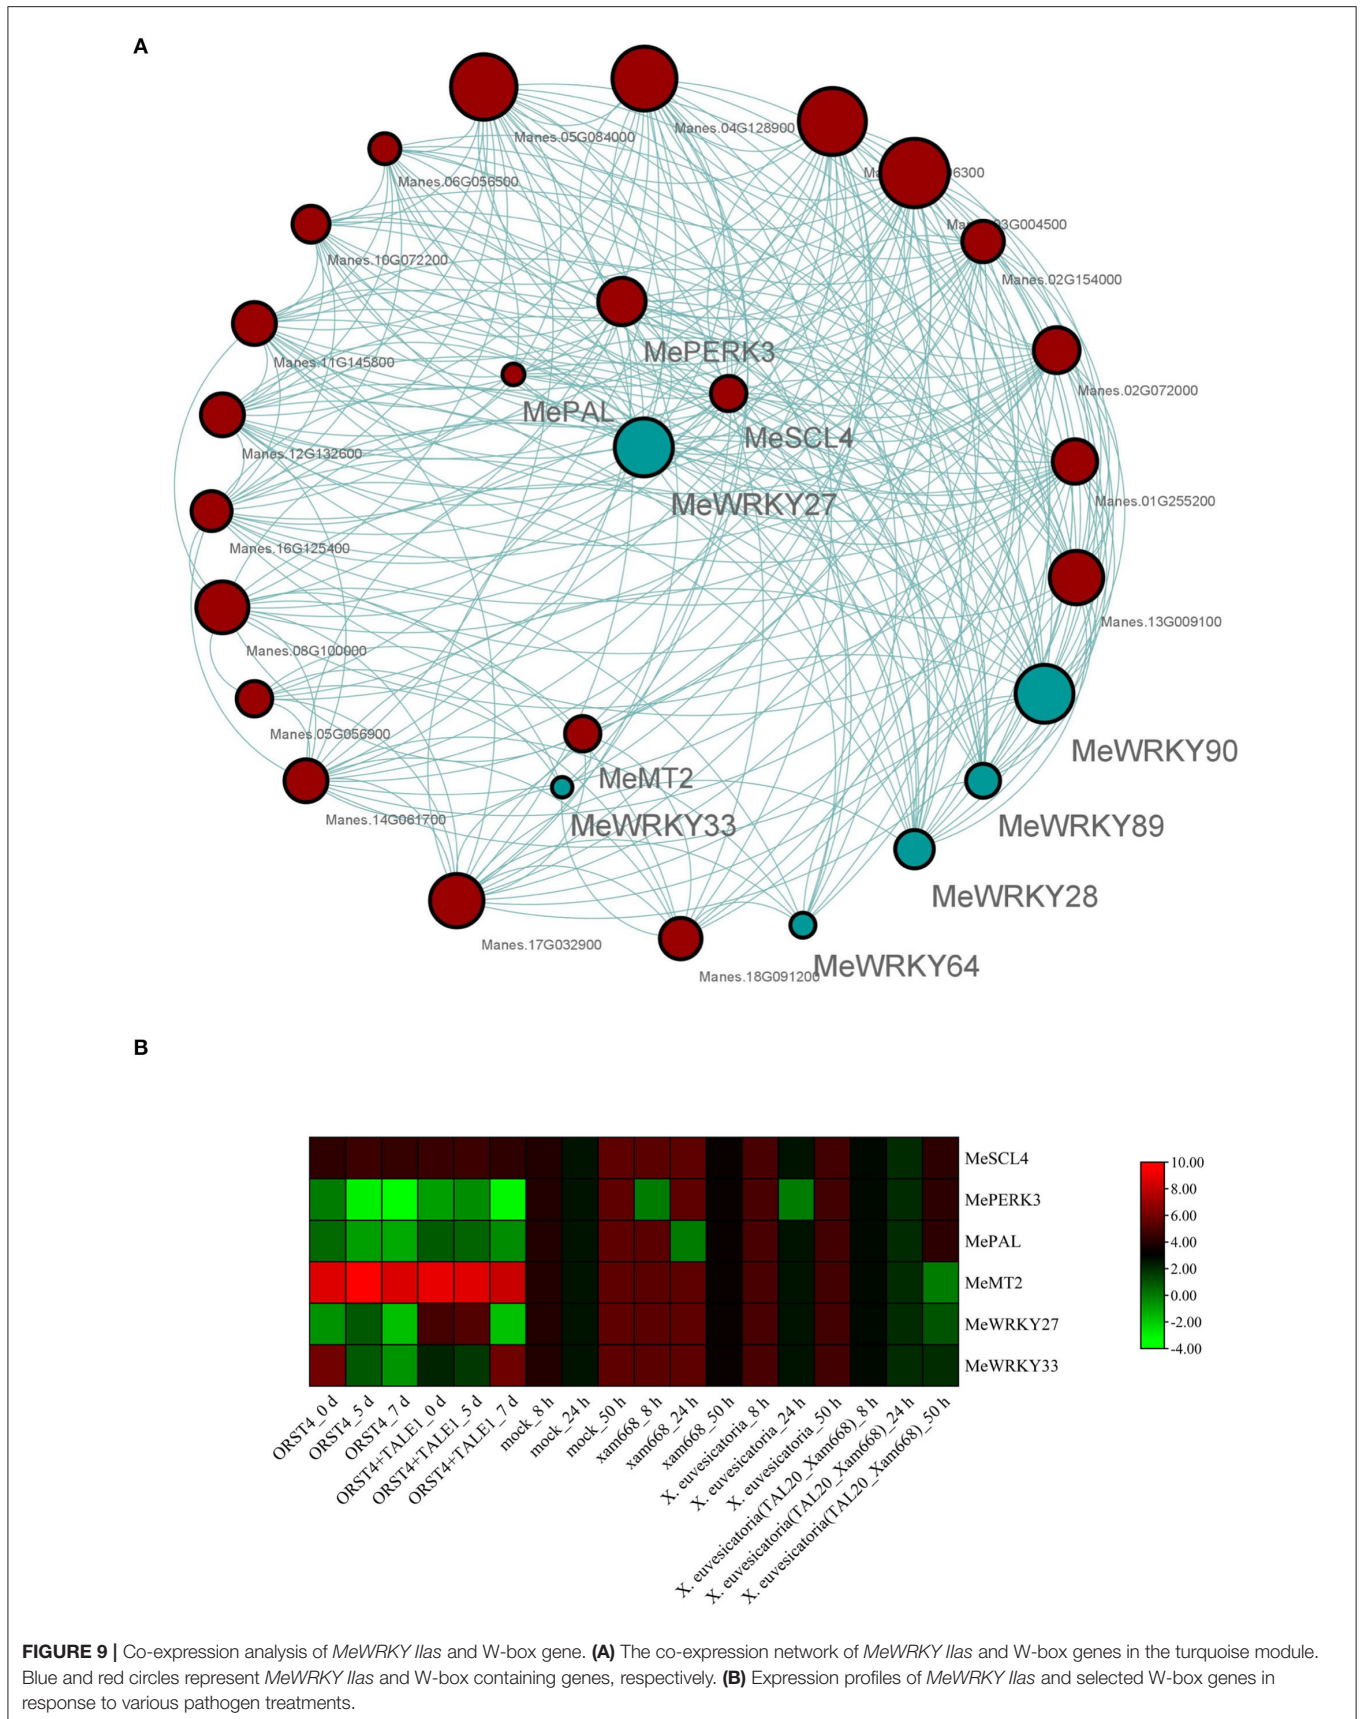 A
Manes.05G084000
Manes.04G128900
6300
Manes.06G056500
3G004500
Manes.10G072200
Manes.02G154000
MePERK3
Manes.11G145800
Manes.02G072000
MePAL
MeSCL4
Manes.12G132600
MeWRKY27
Manes.01G255200
Manes.16G125400
Manes.13G009100
Manes.08G100000
Manes.05G056900
MeWRKY90
MeMT2
Manes.14G061700
MeWRKY33
MeWRKY89
MeWRKY28
Manes.17G032900
MeWRKY64
Manes.18G091200
B
MeSCL4
MePERK3
MePAL
MeMT2
MeWRKY27
MeWRKY33
10.00
8.00
6.00
4.00
2.00
0.00
-2.00
-4.00
ORST4_0 d
ORST4_5 d
ORST4_7 d
ORST4+TALE1_0 d
ORST4+TALE1_5 d
ORST4+TALE1_7 d
mock_8 h
mock_24 h
mock_50 h
xam668_8 h
xam668_24 h
xam668_50 h
X. euvesicatoria_8 h
X. euvesicatoria_24 h
X. euvesicatoria_50 h
X. euvesicatoria(TAL20_Xam668)_8 h
X. euvesicatoria(TAL20_Xam668)_24 h
X. euvesicatoria(TAL20_Xam668)_50 h
FIGURE 9 | Co-expression analysis of MeWRKY IIas and W-box gene. (A) The co-expression network of MeWRKY IIas and W-box genes in the turquoise module.
Blue and red circles represent MeWRKY IIas and W-box containing genes, respectively. (B) Expression profiles of MeWRKY IIas and selected W-box genes in
response to various pathogen treatments.